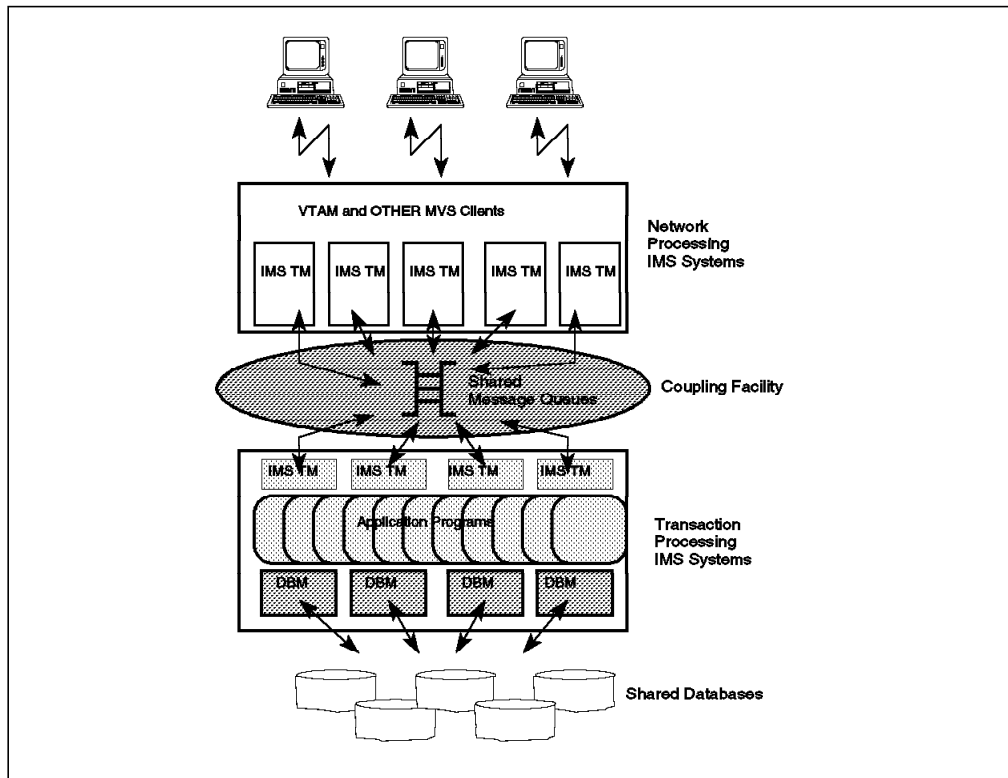 VTAM and OTHER MVS Clients
IMS TM
IMS TM
IMS TM
IMS TM
IMS TM
Network
Processing
IMS Systems
Shared
Message Queues
Coupling Facility
IMS TM
IMS TM
IMS TM
IMS TM
Application Programs
Transaction
Processing
IMS Systems
DBM
DBM
DBM
DBM
Shared Databases